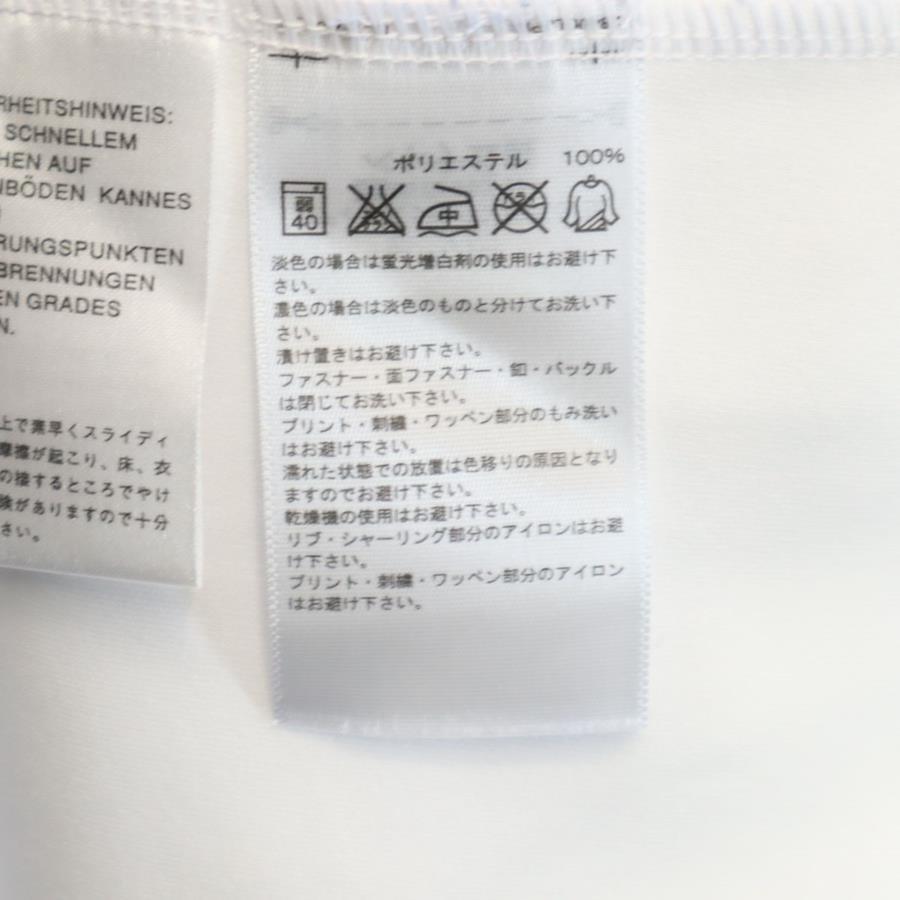 RHEITSHINWEIS:
SCHNELLEM
HEN AUF
BÖDEN KANNES
RUNGSPUNKTEN
BRENNUNGEN
EN GRADES
N.
上で素早くスライディ
摩擦が起こり、床、衣
の接するところでやけ
険がありますので十分
さい。
ポリエステル 100%
弱
40
中
淡色の場合は蛍光増白剤の使用はお避け下
さい。
濃色の場合は淡色のものと分けてお洗い下
さい。
漬け置きはお避け下さい。
ファスナー・面ファスナー・釦・バックル
は閉じてお洗い下さい。
プリント・刺繍・ワッペン部分のもみ洗い
はお避け下さい。
濡れた状態での放置は色移りの原因となり
ますのでお避け下さい。
乾燥機の使用はお避け下さい。
リブ・シャーリング部分のアイロンはお避
け下さい。
プリント・刺繍・ワッペン部分のアイロン
はお避け下さい。